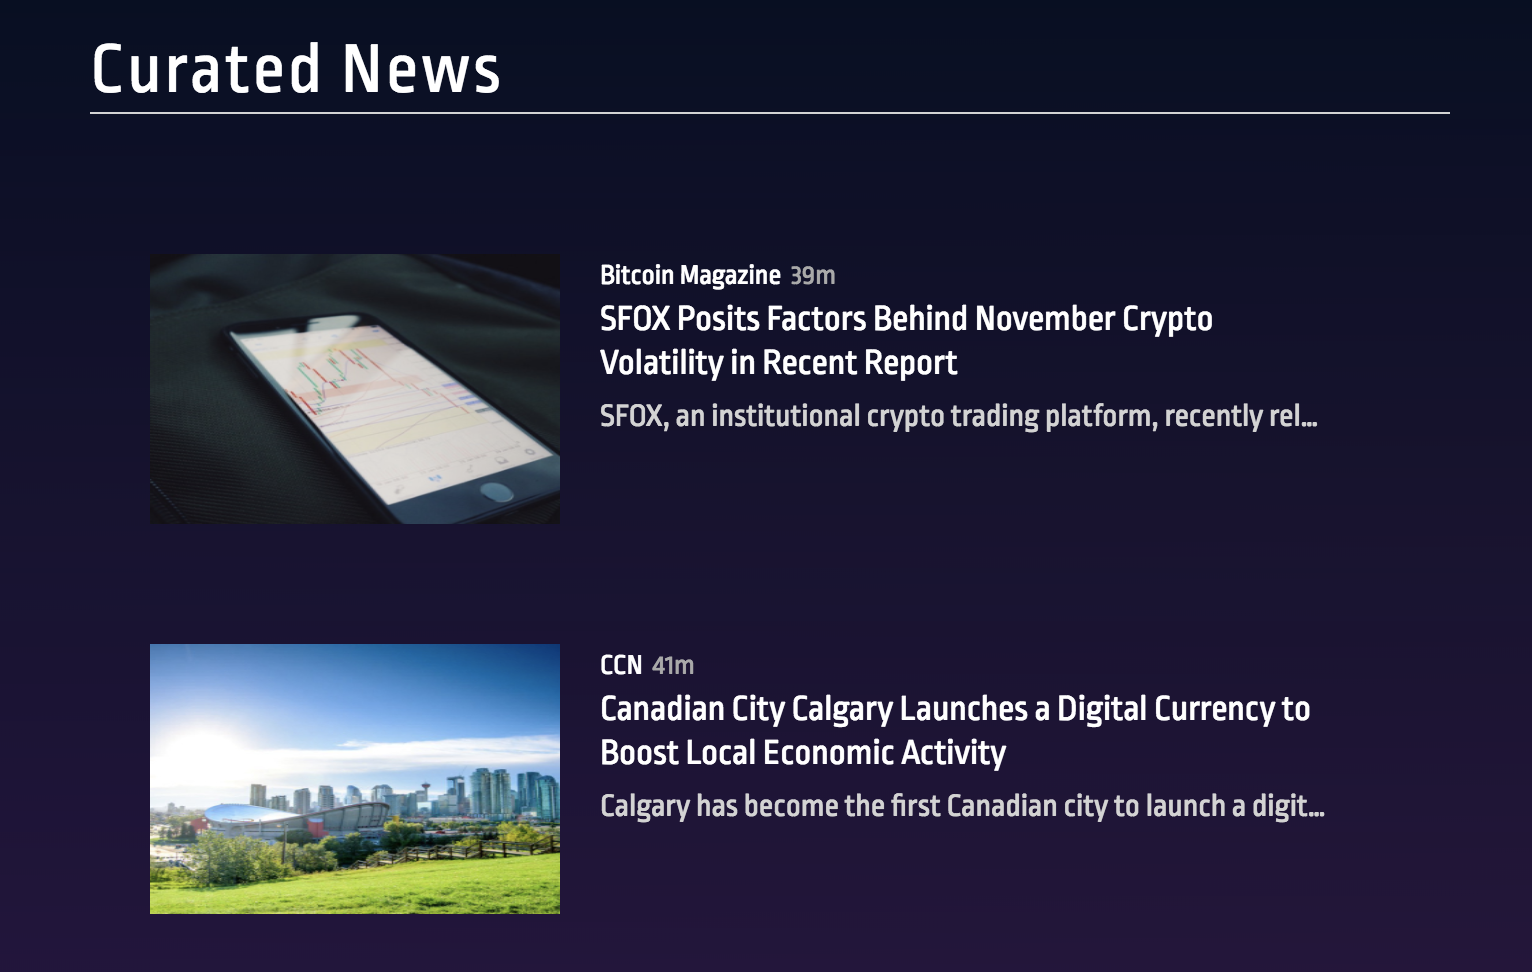 Curated News
Bitcoin Magazine 39m
SFOX Posits Factors Behind November Crypto
Volatility in Recent Report
SFOX, an institutional crypto trading platform, recently rel...
CCN 41m
Canadian City Calgary Launches a Digital Currency to
Boost Local Economic Activity
Calgary has become the first Canadian city to launch a digit...